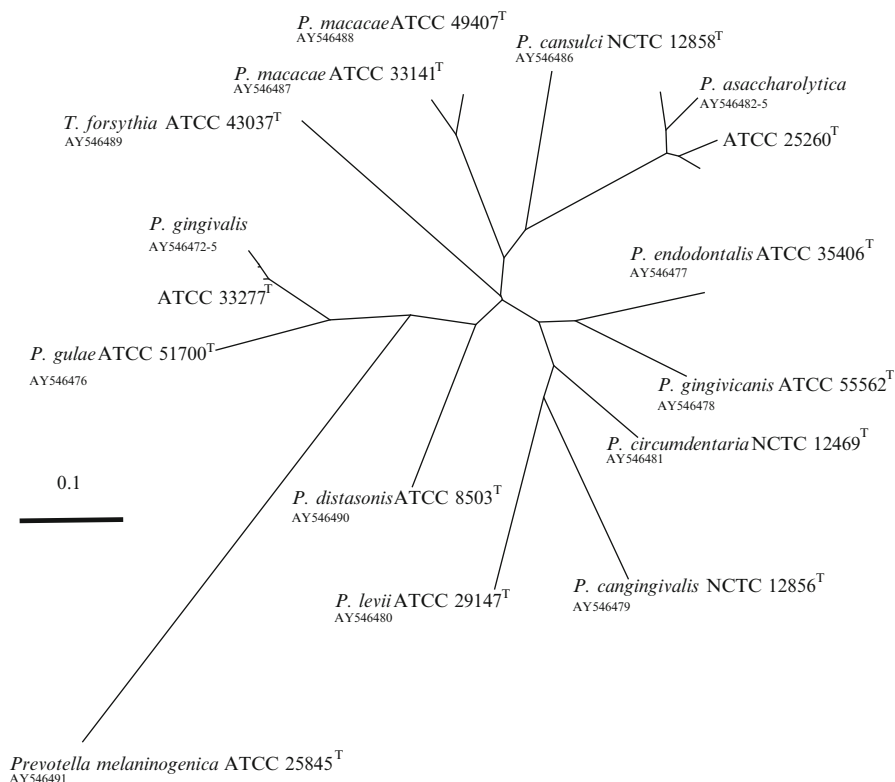 P. macacae ATCC 49407T
AY546488
P. cansulci NCTC 12858T
AY546486
P. macacae ATCC 33141T
AY546487
P. asaccharolytica
AY546482-5
T. forsythia ATCC 43037T
AY546489
ATCC 25260T
P. gingivalis
AY546472-5
P. endodontalis ATCC 35406T
AY546477
ATCC 33277T
P. gulae ATCC 51700T
AY546476
P. gingivicanis ATCC 55562T
AY546478
P. circumdentaria NCTC 12469T
AY546481
0.1
P. distasonis ATCC 8503T
AY546490
P. levii ATCC 29147T
AY546480
P. cangingivalis NCTC 12856T
AY546479
Prevotella melaninogenica ATCC 25845T
AY546491